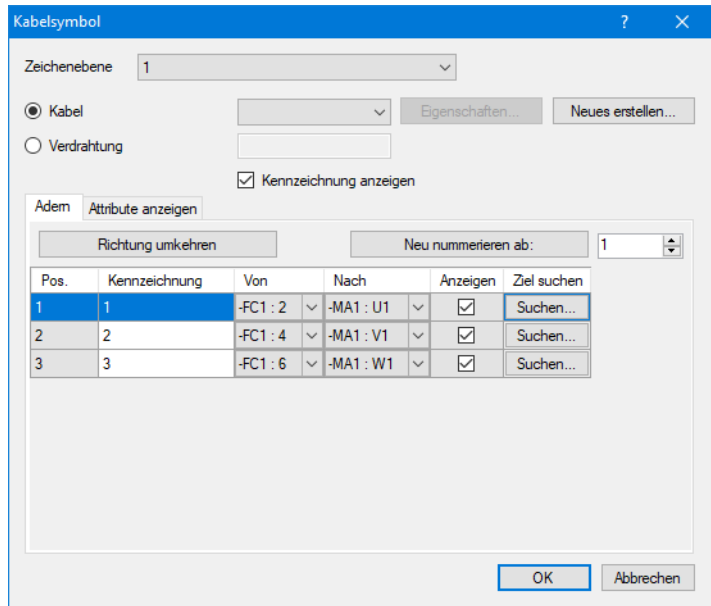 Kabelsymbol
Zeichenebene 1
Kabel Eigenschaften... Neues erstellen...
Verdrahtung
Kennzeichnung anzeigen
Adern Attribute anzeigen
Richtung umkehren Neu nummerieren ab: 1
Pos. Kennzeichnung Von Nach Anzeigen Ziel suchen
1 1 -FC1 : 2 -MA1 : U1 Suchen...
2 2 -FC1 : 4 -MA1 : V1 Suchen...
3 3 -FC1 : 6 -MA1 : W1 Suchen...
OK Abbrechen